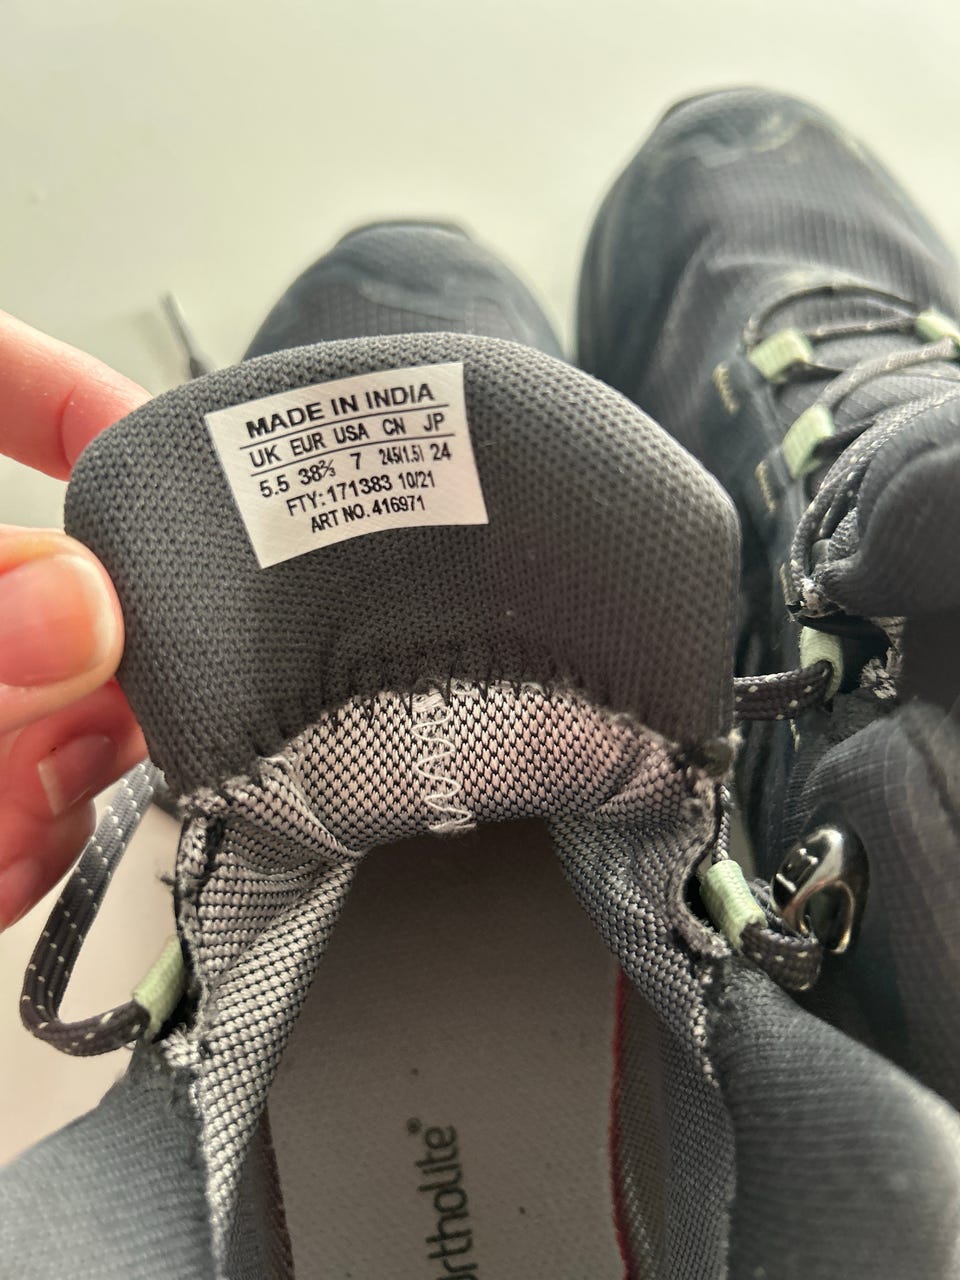 MADE IN INDIA
UK EUR USA CN JP
5.5 38⅔ 7 245(1.5) 24
FTY: 171383 10/21
ART NO. 416971
ortholite®